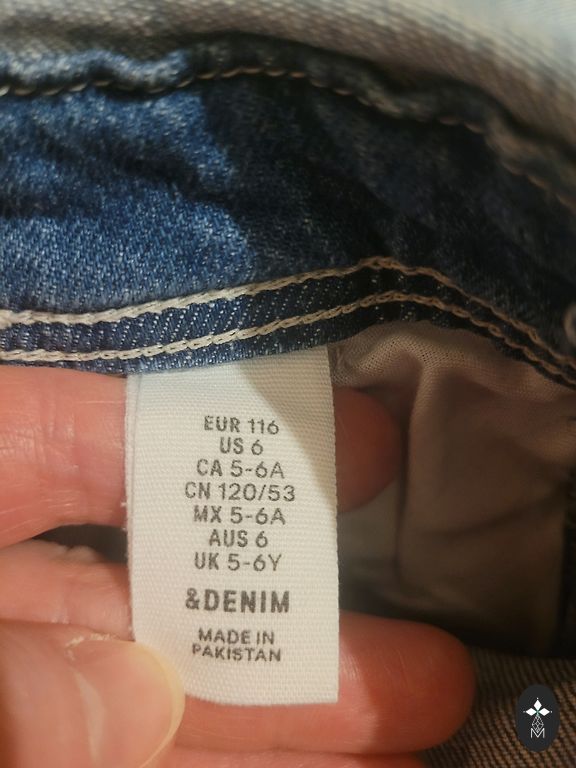 EUR 116
US 6
CA 5-6A
CN 120/53
MX 5-6A
AUS 6
UK 5-6Y
&DENIM
MADE IN
PAKISTAN
M